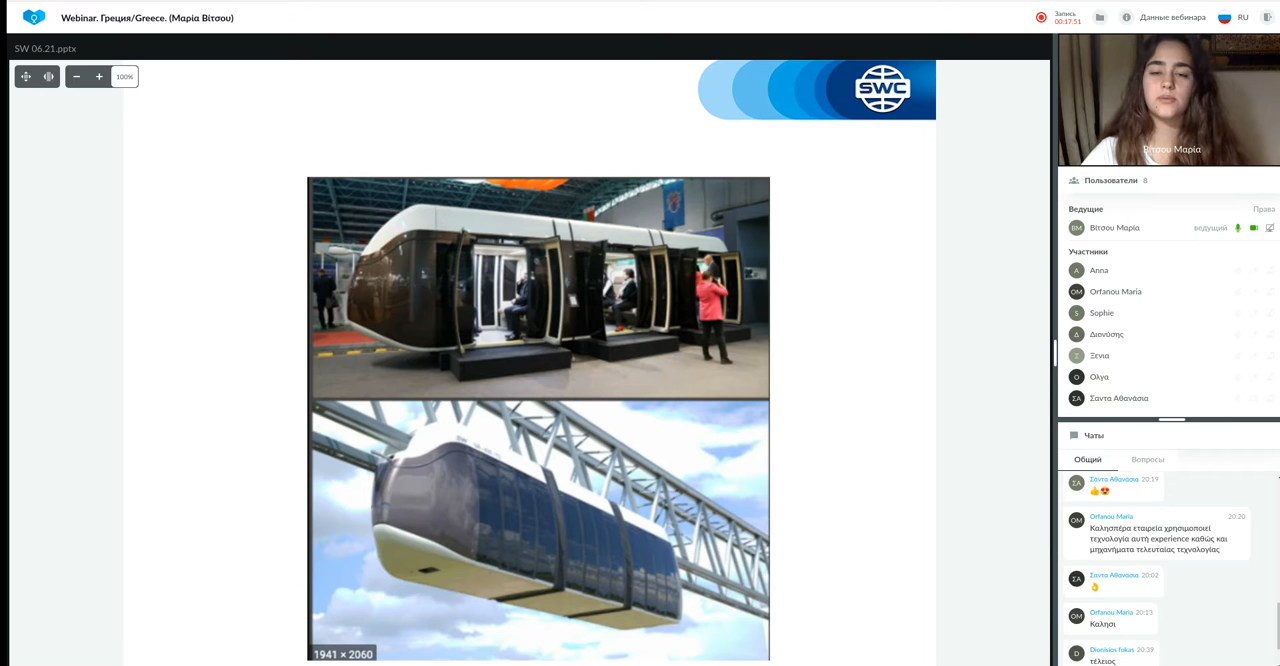 Webinar. Греция/Greece. (Μαρία Βίτσου)
Запись
00:17:51
Данные вебинара
RU
SW 06.21.pptx
100%
SWC
Βίτσου Μαρία
Пользователи 8
Ведущие
Права
ΒΜ Βίτσου Μαρία ведущий
Участники
A Anna
OM Orfanou Maria
S Sophie
Δ Διονύσης
Ξ Ξενια
Ο Ολγα
ΣΑ Σαντα Αθανάσια
Чаты
Общий
Вопросы
ΣΑ Σάντα Αθανάσια 20:19
👍😍
OM Orfanou Maria 20:20
Καλησπέρα εταιρεία χρησιμοποιεί
τεχνολογία αυτή experience καθώς και
μηχανήματα τελευταίας τεχνολογίας
ΣΑ Σαντα Αθανάσια 20:02
👌
OM Orfanou Maria 20:13
Καλησι
D Dionisios fokas 20:29
τέλειος
1941 × 2060